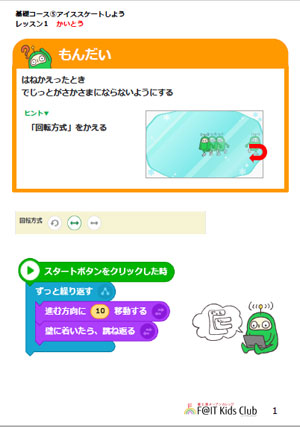 基礎コース⑤アイススケートしよう
レッスン1 かいとう
もんだい
はねかえったとき
でじっとがさかさまにならないようにする
ヒント▼
「回転方式」をかえる
回転方式
スタートボタンをクリックした時
ずっと繰り返す
進む方向に 10 移動する
壁に着いたら、跳ね返る
F@IT Kids Club
1